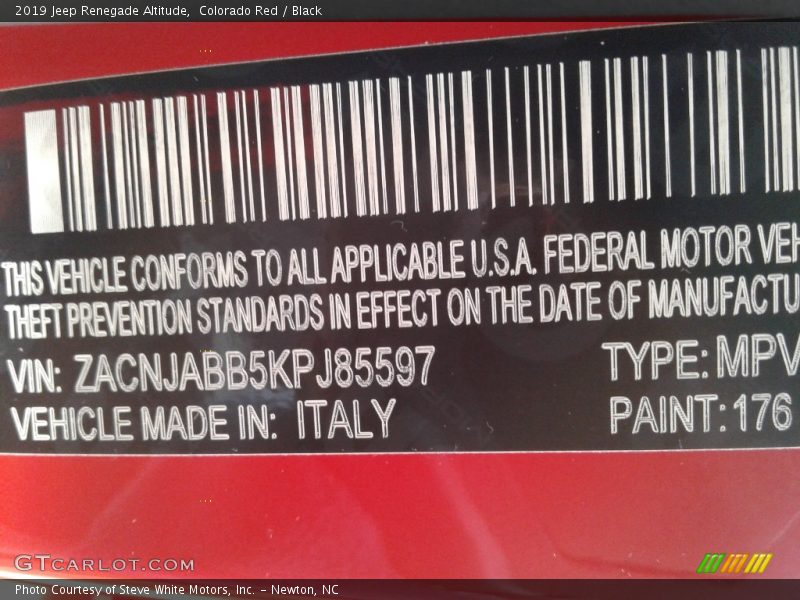 2019 Jeep Renegade Altitude,  Colorado Red / Black
THIS VEHICLE CONFORMS TO ALL APPLICABLE U.S.A. FEDERAL MOTOR VEH
THEFT PREVENTION STANDARDS IN EFFECT ON THE DATE OF MANUFACTU
VIN: ZACNJABB5KPJ85597 TYPE: MPV
VEHICLE MADE IN: ITALY PAINT: 176
GTCARLOT.COM
Photo Courtesy of Steve White Motors, Inc. – Newton, NC